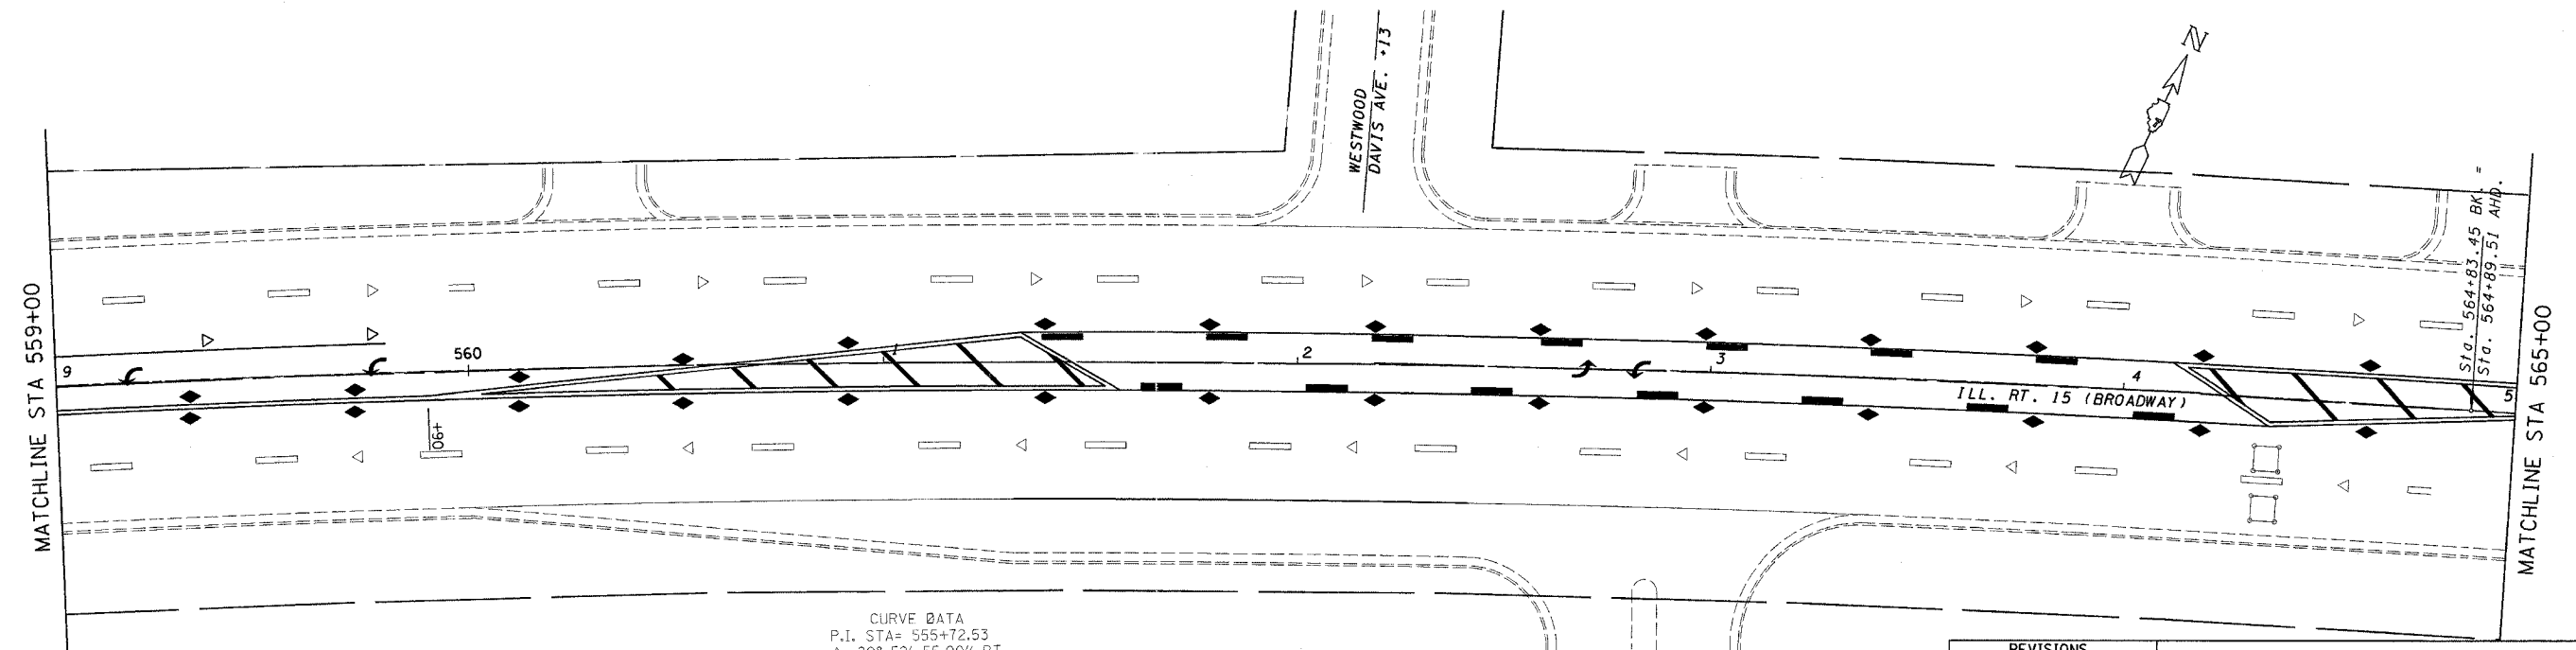 N
WESTWOOD
DAVIS AVE. +13
MATCHLINE STA 559+00
9
560
1
2
3
4
5
+90
ILL. RT. 15 (BROADWAY)
Sta. 564+83.45 BK. =
Sta. 564+89.51 AHD.
MATCHLINE STA 565+00
CURVE DATA
P.I. STA= 555+72.53
REVISIONS